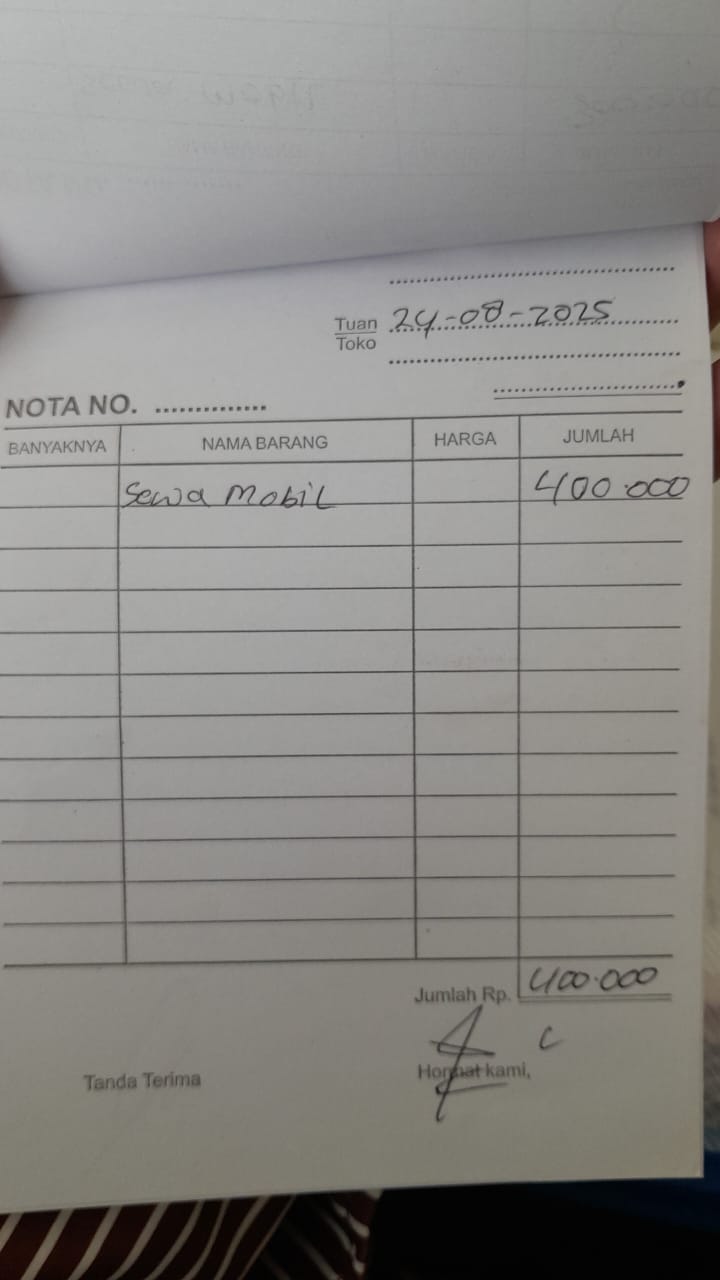 Tuan 24-08-2025
Toko
NOTA NO.
BANYAKNYA NAMA BARANG HARGA JUMLAH
Sewa Mobil 400.000
Jumlah Rp. 400.000
Tanda Terima Hormat kami,